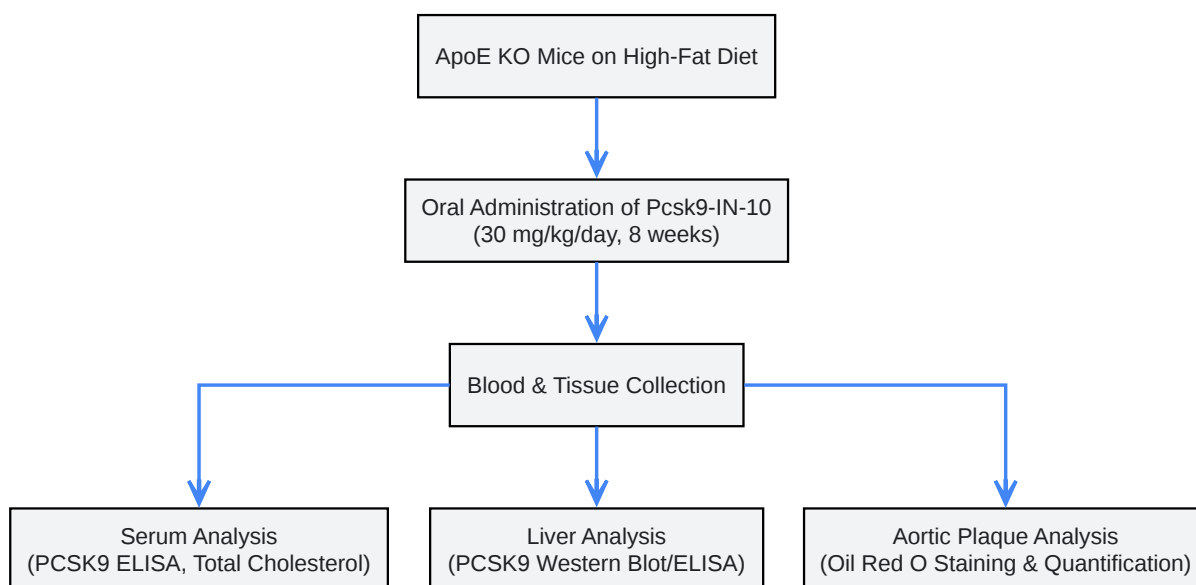 ApoE KO Mice on High-Fat Diet
Oral Administration of Pcsk9-IN-10
(30 mg/kg/day, 8 weeks)
Blood & Tissue Collection
Serum Analysis
(PCSK9 ELISA, Total Cholesterol)
Liver Analysis
(PCSK9 Western Blot/ELISA)
Aortic Plaque Analysis
(Oil Red O Staining & Quantification)